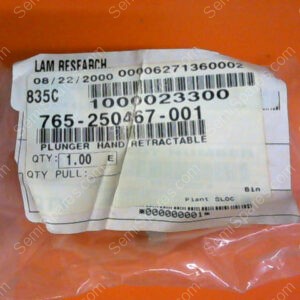 LAM RESEARCH
08/22/2000 00006271360002
835C
1000023300
765-250467-001
PLUNGER HAND RETRACTABLE
QTY: 1.00 E
QTY PULL:
Bin
Plant SLOC
*000000001*